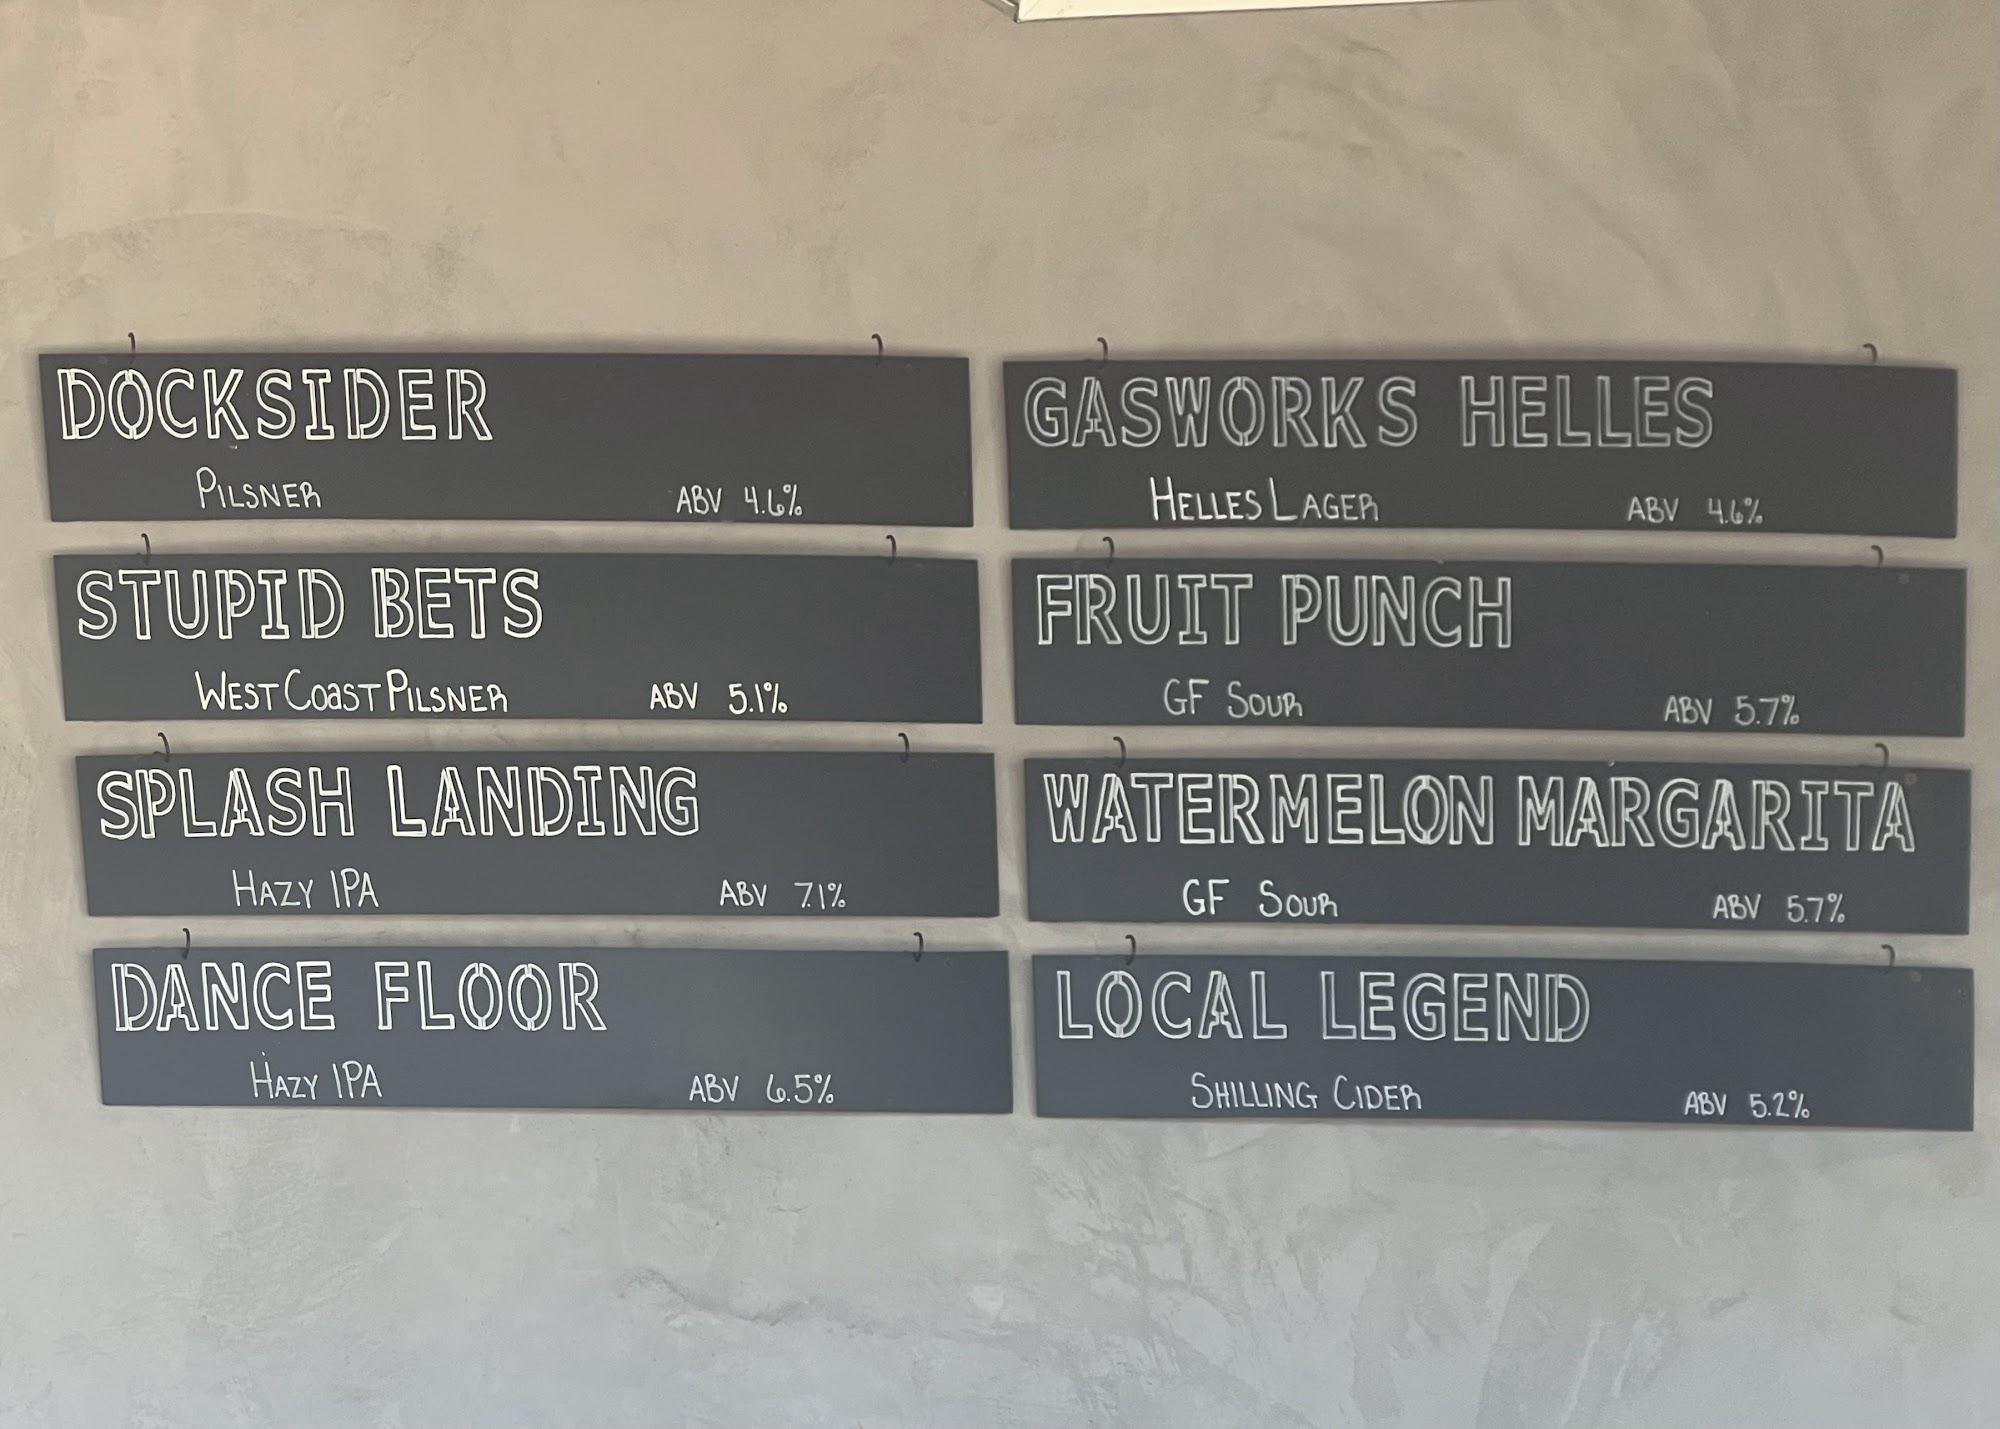 DOCKSIDER
PILSNER ABV 4.6%
STUPID BETS
WEST COAST PILSNER ABV 5.1%
SPLASH LANDING
HAZY IPA ABV 7.1%
DANCE FLOOR
HAZY IPA ABV 6.5%
GASWORKS HELLES
HELLES LAGER ABV 4.6%
FRUIT PUNCH
GF SOUR ABV 5.7%
WATERMELON MARGARITA
GF SOUR ABV 5.7%
LOCAL LEGEND
SHILLING CIDER ABV 5.2%